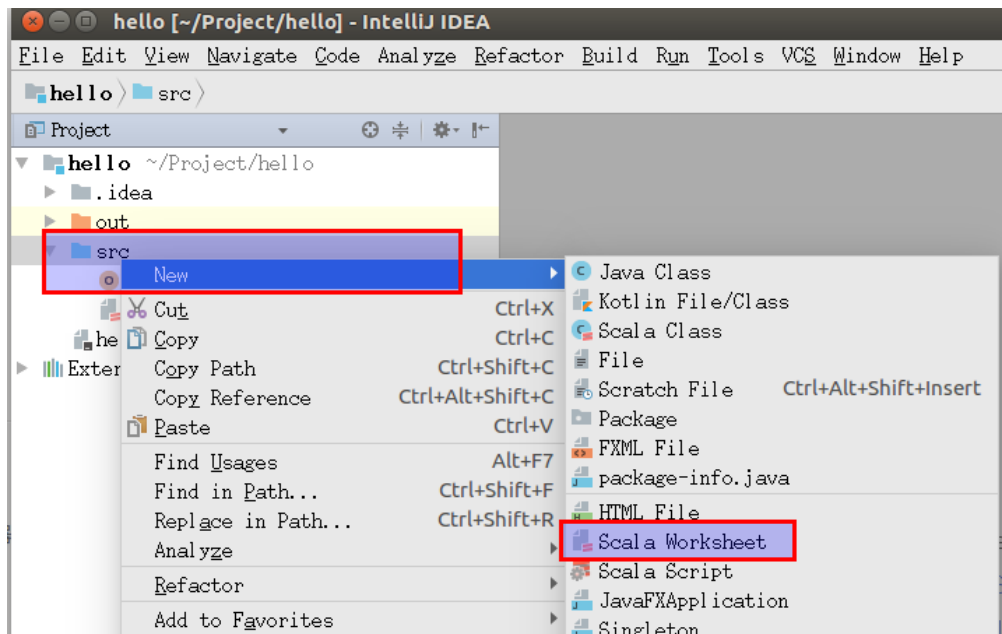 hello [~/Project/hello] - IntelliJ IDEA
File Edit View Navigate Code Analyze Refactor Build Run Tools VCS Window Help
hello src
Project
hello ~/Project/hello
.idea
out
src
he
Exter
New
Cut Ctrl+X
Copy Ctrl+C
Copy Path Ctrl+Shift+C
Copy Reference Ctrl+Alt+Shift+C
Paste Ctrl+V
Find Usages Alt+F7
Find in Path... Ctrl+Shift+F
Replace in Path... Ctrl+Shift+R
Analyze
Refactor
Add to Favorites
Java Class
Kotlin File/Class
Scala Class
File
Scratch File Ctrl+Alt+Shift+Insert
Package
FXML File
package-info.java
HTML File
Scala Worksheet
Scala Script
JavaFXApplication
Singleton